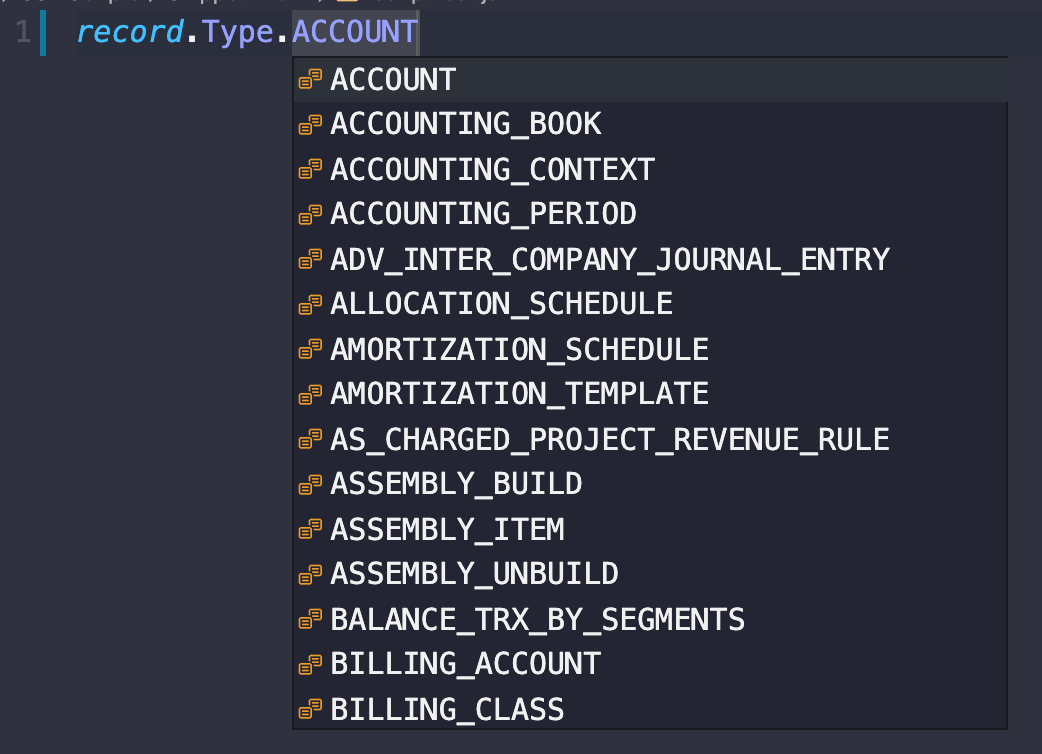 1 record.Type.ACCOUNT
ACCOUNT
ACCOUNTING_BOOK
ACCOUNTING_CONTEXT
ACCOUNTING_PERIOD
ADV_INTER_COMPANY_JOURNAL_ENTRY
ALLOCATION_SCHEDULE
AMORTIZATION_SCHEDULE
AMORTIZATION_TEMPLATE
AS_CHARGED_PROJECT_REVENUE_RULE
ASSEMBLY_BUILD
ASSEMBLY_ITEM
ASSEMBLY_UNBUILD
BALANCE_TRX_BY_SEGMENTS
BILLING_ACCOUNT
BILLING_CLASS